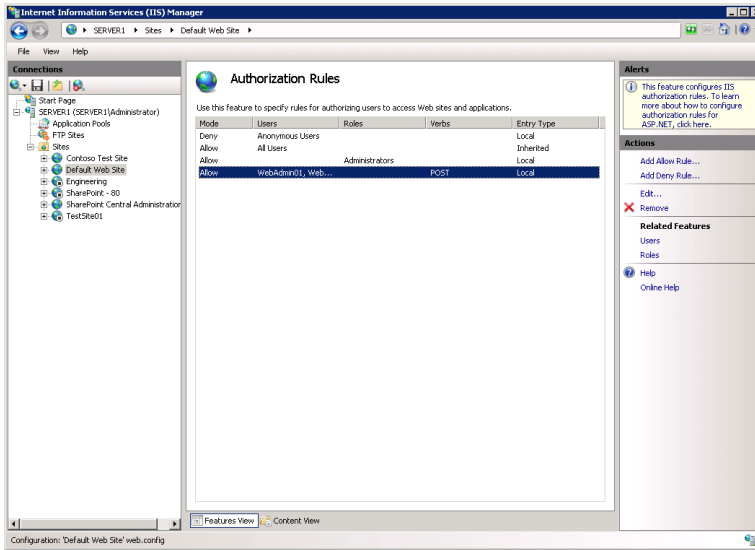 Internet Information Services (IIS) Manager
SERVER1 Sites Default Web Site
File View Help
Connections
Start Page
SERVER1 (SERVER1\Administrator)
Application Pools
FTP Sites
Sites
Contoso Test Site
Default Web Site
Engineering
SharePoint - 80
SharePoint Central Administration
TestSite01
Authorization Rules
Use this feature to specify rules for authorizing users to access Web sites and applications.
Mode Users Roles Verbs Entry Type
Deny Anonymous Users Local
Allow All Users Inherited
Allow Administrators Local
Allow WebAdmin01, Web... POST Local
Features View Content View
Alerts
This feature configures IIS
authorization rules. To learn
more about how to configure
authorization rules for
ASP.NET, click here.
Actions
Add Allow Rule...
Add Deny Rule...
Edit...
Remove
Related Features
Users
Roles
Help
Online Help
Configuration: 'Default Web Site' web.config